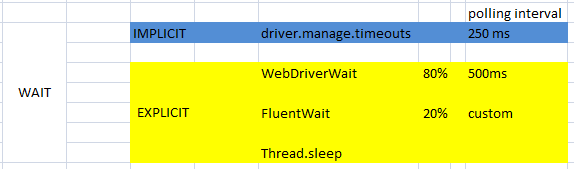 polling interval
IMPLICIT driver.manage.timeouts 250 ms
WebDriverWait 80% 500ms
WAIT
EXPLICIT FluentWait 20% custom
Thread.sleep